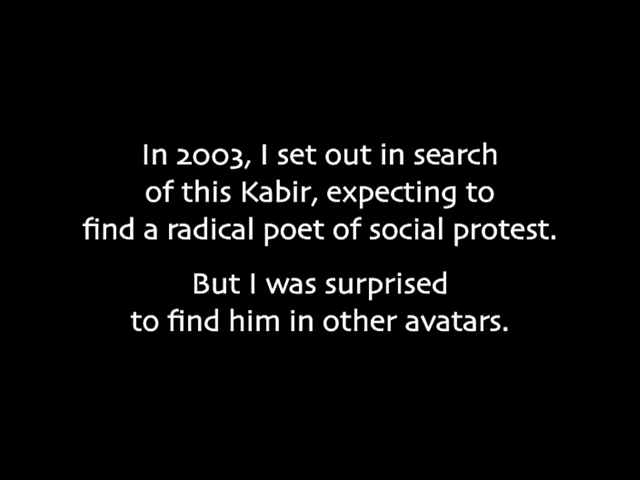 In 2003, I set out in search
of this Kabir, expecting to
find a radical poet of social protest.
But I was surprised
to find him in other avatars.